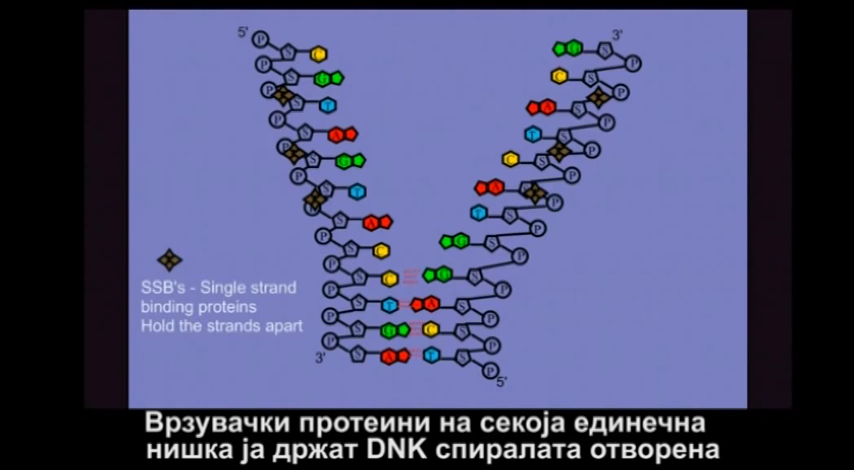 5' P S C G S 3'
P S G C S P
P S T A S P
P S A T S P
P S G C S P
P S T A S P
P S A T S P
P S C G S P
P S C G S P
P S T A S P
P S G C S P
P S A T S P
3' 5'
SSB's - Single strand
binding proteins
Hold the strands apart
Врзувачки протеини на секоја единечна
нишка ја држат DNK спиралата отворена